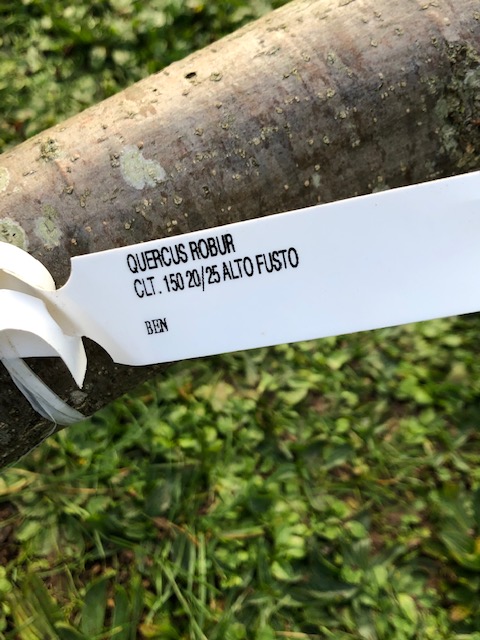 QUERCUS ROBUR
CLT. 150 20/25 ALTO FUSTO
BEN